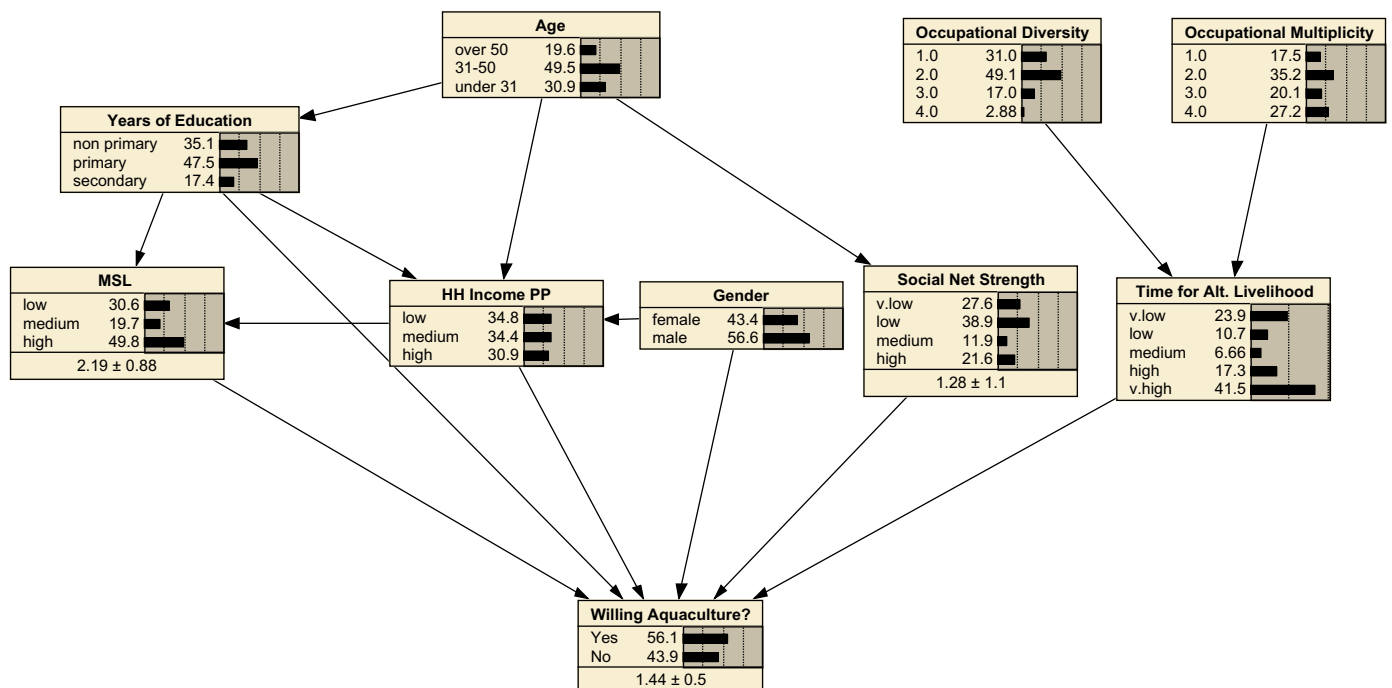 Age
over 50 19.6
31-50 49.5
under 31 30.9
Occupational Diversity
1.0 31.0
2.0 49.1
3.0 17.0
4.0 2.88
Occupational Multiplicity
1.0 17.5
2.0 35.2
3.0 20.1
4.0 27.2
Years of Education
non primary 35.1
primary 47.5
secondary 17.4
MSL
low 30.6
medium 19.7
high 49.8
2.19 ± 0.88
HH Income PP
low 34.8
medium 34.4
high 30.9
Gender
female 43.4
male 56.6
Social Net Strength
v.low 27.6
low 38.9
medium 11.9
high 21.6
1.28 ± 1.1
Time for Alt. Livelihood
v.low 23.9
low 10.7
medium 6.66
high 17.3
v.high 41.5
Willing Aquaculture?
Yes 56.1
No 43.9
1.44 ± 0.5